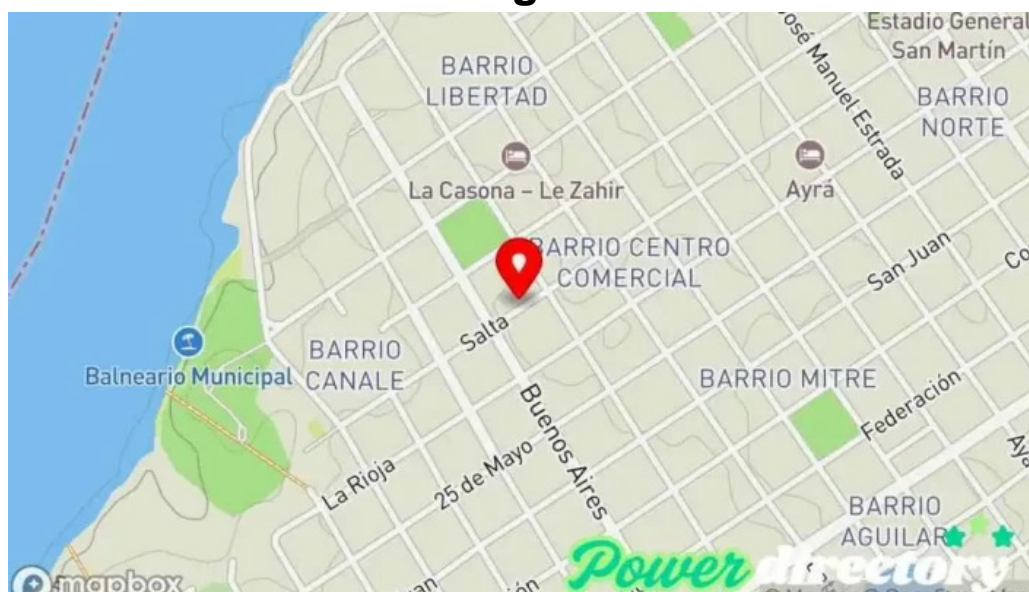 Estadio General
San Martín
José Manuel Estrada
BARRIO
LIBERTAD
BARRIO
NORTE
La Casona – Le Zahir
Ayrá
BARRIO CENTRO
COMERCIAL
San Juan
Salta
Balneario Municipal
BARRIO
CANALE
BARRIO MITRE
Buenos Aires
Federación
La Rioja
25 de Mayo
BARRIO
AGUILAR
Power directory
mapbox